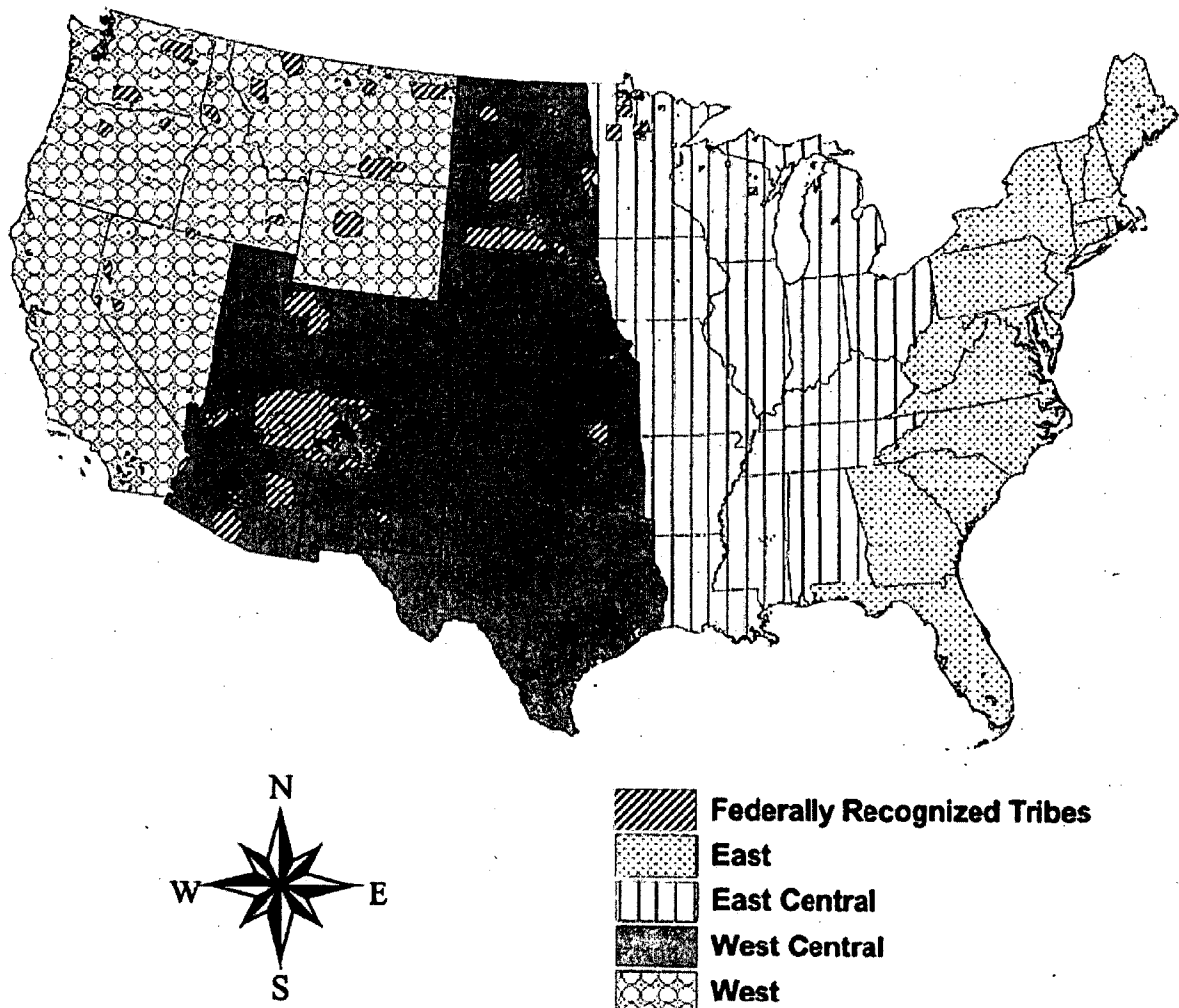 N
W E
S
Federally Recognized Tribes
East
East Central
West Central
West